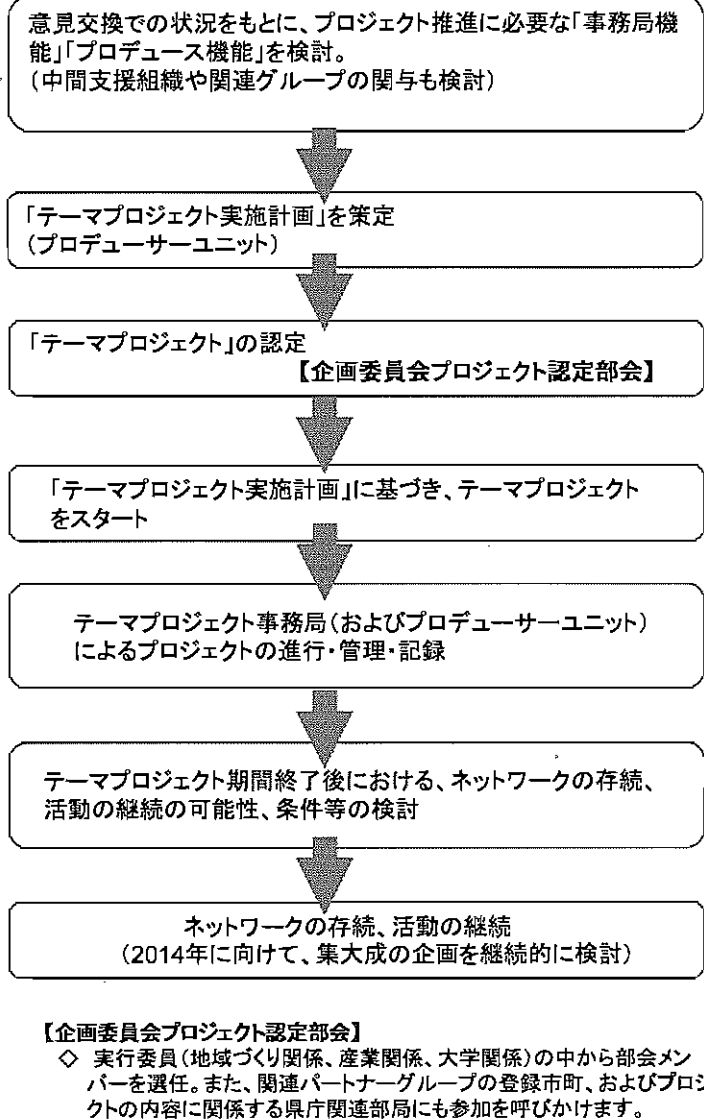 意見交換での状況をもとに、プロジェクト推進に必要な「事務局機
能」「プロデュース機能」を検討。
(中間支援組織や関連グループの関与も検討)
「テーマプロジェクト実施計画」を策定
(プロデューサーユニット)
「テーマプロジェクト」の認定
【企画委員会プロジェクト認定部会】
「テーマプロジェクト実施計画」に基づき、テーマプロジェクト
をスタート
テーマプロジェクト事務局(およびプロデューサーユニット)
によるプロジェクトの進行・管理・記録
テーマプロジェクト期間終了後における、ネットワークの存続、
活動の継続の可能性、条件等の検討
ネットワークの存続、活動の継続
(2014年に向けて、集大成の企画を継続的に検討)
【企画委員会プロジェクト認定部会】
◇ 実行委員(地域づくり関係、産業関係、大学関係)の中から部会メン
バーを選任。また、関連パートナーグループの登録市町、およびプロジ
クトの内容に関係する県庁関連部局にも参加を呼びかけます。